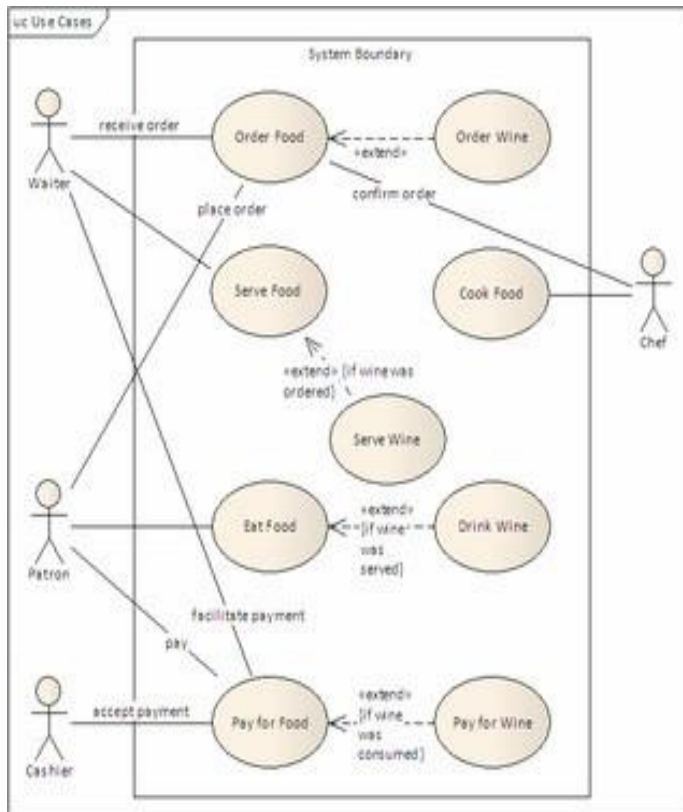 uc Use Cases
System Boundary
receive order
Order Food
«extend»
Order Wine
Waiter
place order
confirm order
Serve Food
Cook Food
Chef
«extend» {if wine was
ordered}
Serve Wine
Patron
Eat Food
«extend»
{if wine
was
served}
Drink Wine
facilitate payment
pay
Cashier
accept payment
Pay for Food
«extend»
{if wine
was
consumed}
Pay for Wine